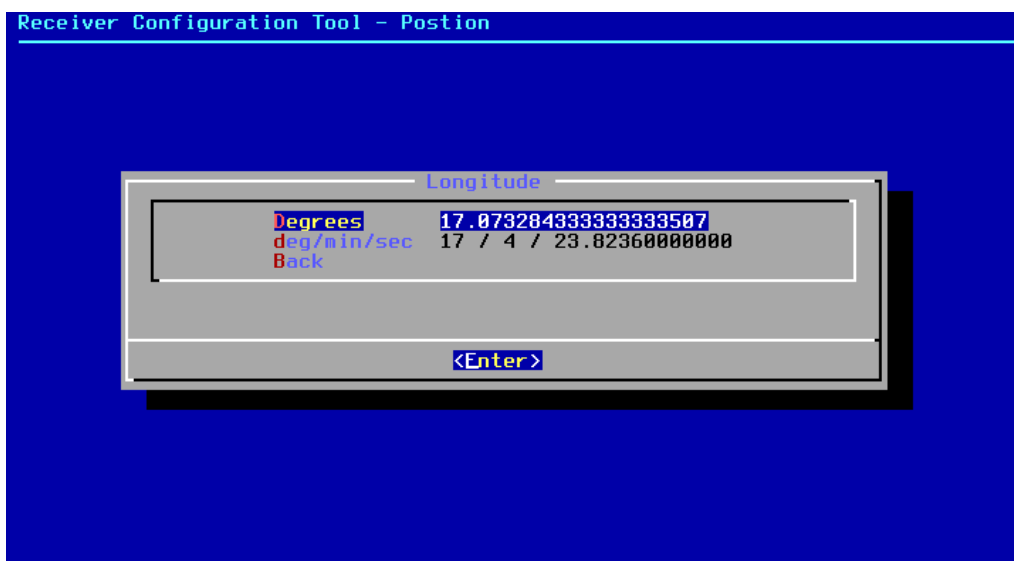 Receiver Configuration Tool - Postion
Longitude
Degrees 17.073284333333333507
deg/min/sec 17 / 4 / 23.82360000000
Back
<Enter>